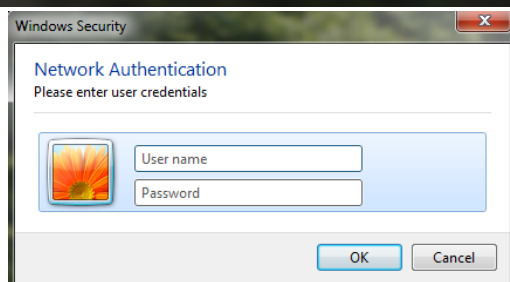 Windows Security
Network Authentication
Please enter user credentials
User name
Password
OK
Cancel